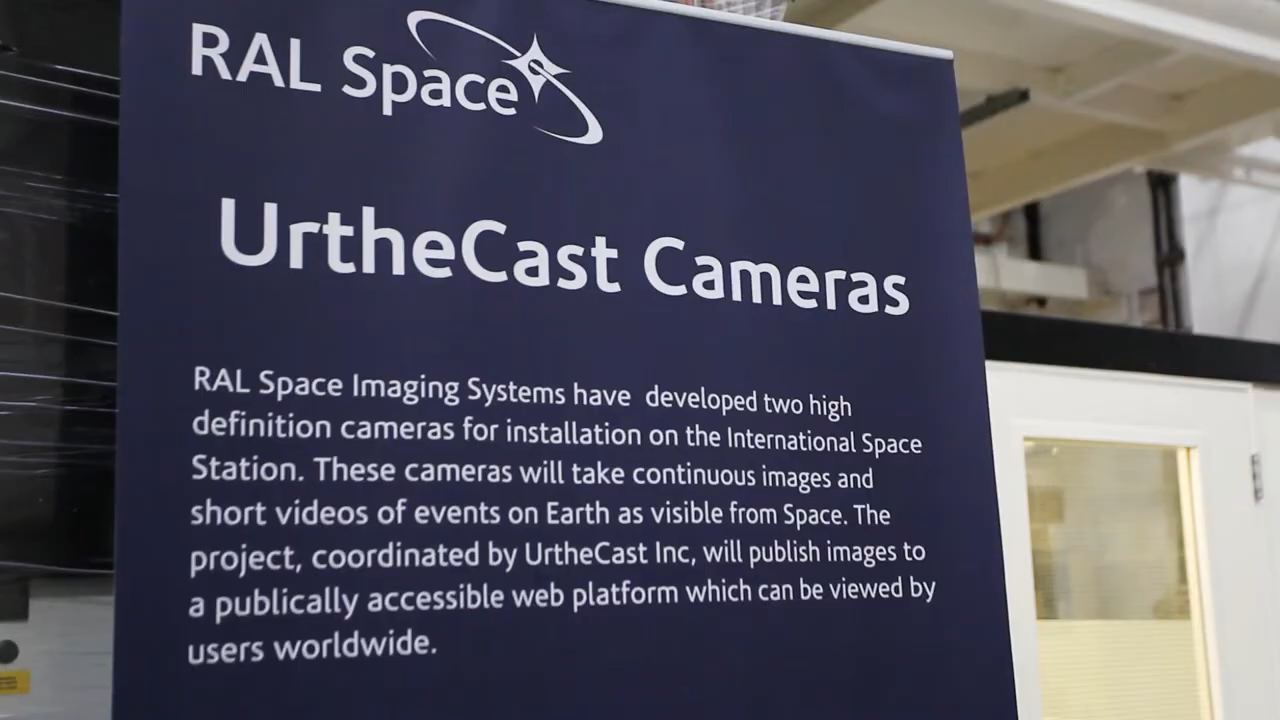 RAL Space
UrtheCast Cameras
RAL Space Imaging Systems have developed two high
definition cameras for installation on the International Space
Station. These cameras will take continuous images and
short videos of events on Earth as visible from Space. The
project, coordinated by UrtheCast Inc, will publish images to
a publically accessible web platform which can be viewed by
users worldwide.